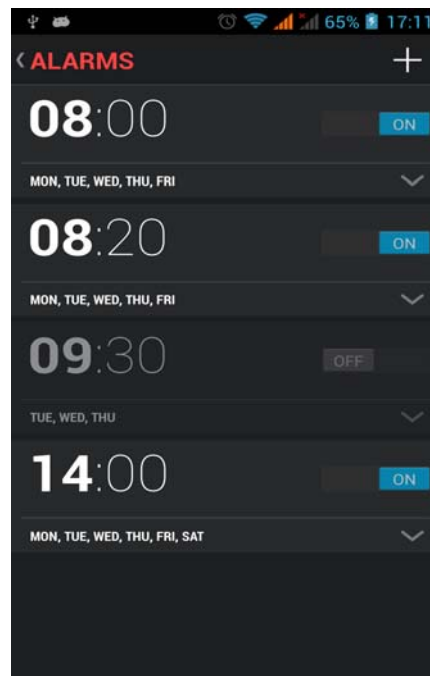 65% 17:11
ALARMS
08:00 ON
MON, TUE, WED, THU, FRI
08:20 ON
MON, TUE, WED, THU, FRI
09:30 OFF
TUE, WED, THU
14:00 ON
MON, TUE, WED, THU, FRI, SAT